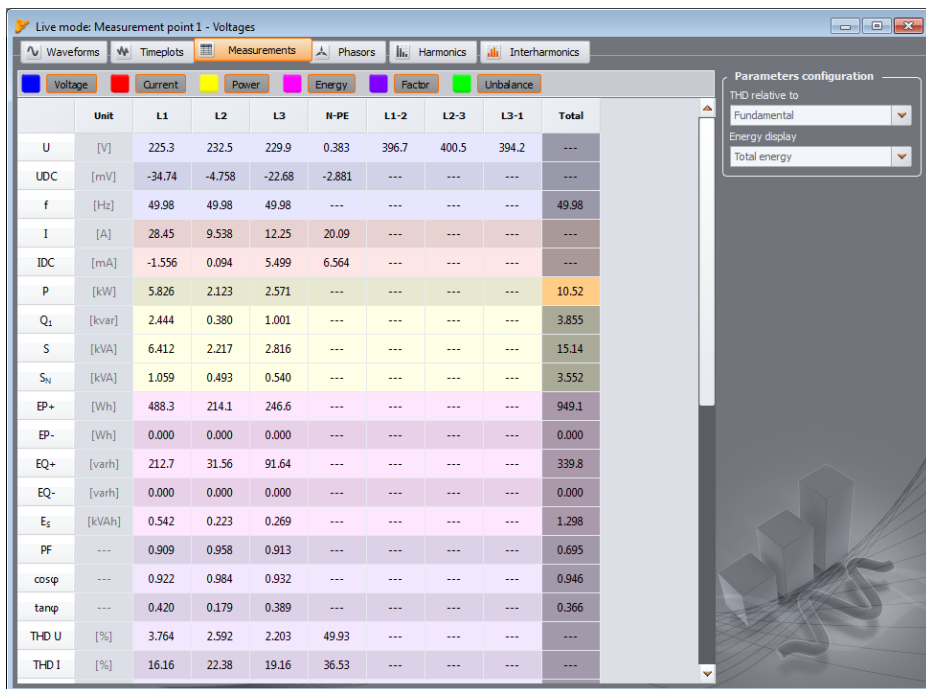 Live mode: Measurement point 1 - Voltages
Waveforms Timeplots Measurements Phasors Harmonics Interharmonics
Voltage Current Power Energy Factor Unbalance
Parameters configuration
THD relative to
Fundamental
Energy display
Total energy
Unit L1 L2 L3 N-PE L1-2 L2-3 L3-1 Total
U [V] 225.3 232.5 229.9 0.383 396.7 400.5 394.2 ---
UDC [mV] -34.74 -4.758 -22.68 -2.881 --- --- --- ---
f [Hz] 49.98 49.98 49.98 --- --- --- --- 49.98
I [A] 28.45 9.538 12.25 20.09 --- --- --- ---
IDC [mA] -1.556 0.094 5.499 6.564 --- --- --- ---
P [kW] 5.826 2.123 2.571 --- --- --- --- 10.52
Q₁ [kvar] 2.444 0.380 1.001 --- --- --- --- 3.855
S [kVA] 6.412 2.217 2.816 --- --- --- --- 15.14
S_N [kVA] 1.059 0.493 0.540 --- --- --- --- 3.552
EP+ [Wh] 488.3 214.1 246.6 --- --- --- --- 949.1
EP- [Wh] 0.000 0.000 0.000 --- --- --- --- 0.000
EQ+ [varh] 212.7 31.56 91.64 --- --- --- --- 339.8
EQ- [varh] 0.000 0.000 0.000 --- --- --- --- 0.000
E_S [kVAh] 0.542 0.223 0.269 --- --- --- --- 1.298
PF --- 0.909 0.958 0.913 --- --- --- --- 0.695
cosφ --- 0.922 0.984 0.932 --- --- --- --- 0.946
tanφ --- 0.420 0.179 0.389 --- --- --- --- 0.366
THD U [%] 3.764 2.592 2.203 49.93 --- --- --- ---
THD I [%] 16.16 22.38 19.16 36.53 --- --- --- ---